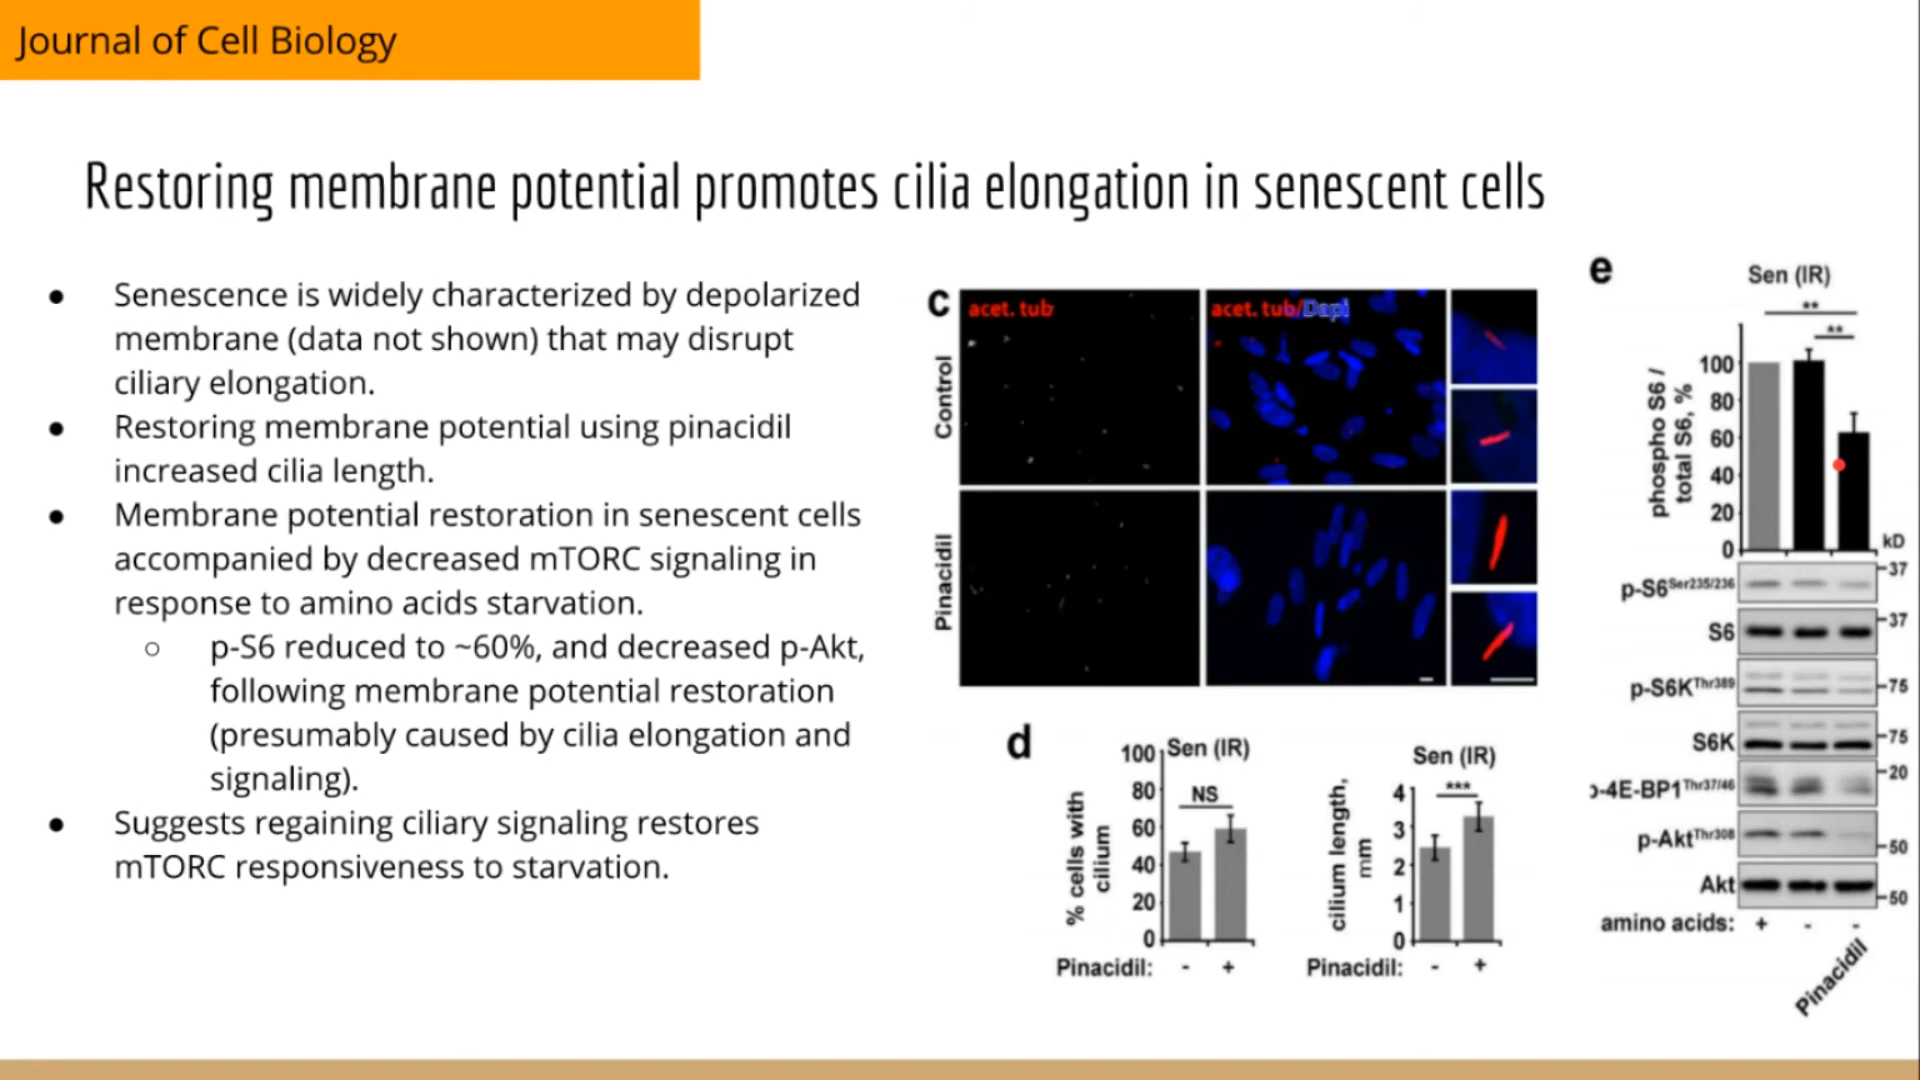 Journal of Cell Biology
Restoring membrane potential promotes cilia elongation in senescent cells
● Senescence is widely characterized by depolarized
membrane (data not shown) that may disrupt
ciliary elongation.
● Restoring membrane potential using pinacidil
increased cilia length.
● Membrane potential restoration in senescent cells
accompanied by decreased mTORC signaling in
response to amino acids starvation.
○ p-S6 reduced to ~60%, and decreased p-Akt,
following membrane potential restoration
(presumably caused by cilia elongation and
signaling).
● Suggests regaining ciliary signaling restores
mTORC responsiveness to starvation.
c
acet. tub
acet. tub/Dapi
Control
Pinacidil
d
Sen (IR)
NS
% cells with
cilium
100
80
60
40
20
0
Pinacidil: - +
Sen (IR)
***
cilium length,
mm
4
3
2
1
0
Pinacidil: - +
e
Sen (IR)
**
**
phospho S6 /
total S6, %
100
80
60
40
20
0
kD
p-S6Ser235/236 37
S6 37
p-S6KThr389 75
S6K 75
20
p-4E-BP1Thr37/46
p-AktThr308 50
Akt 50
amino acids: + - -
Pinacidil